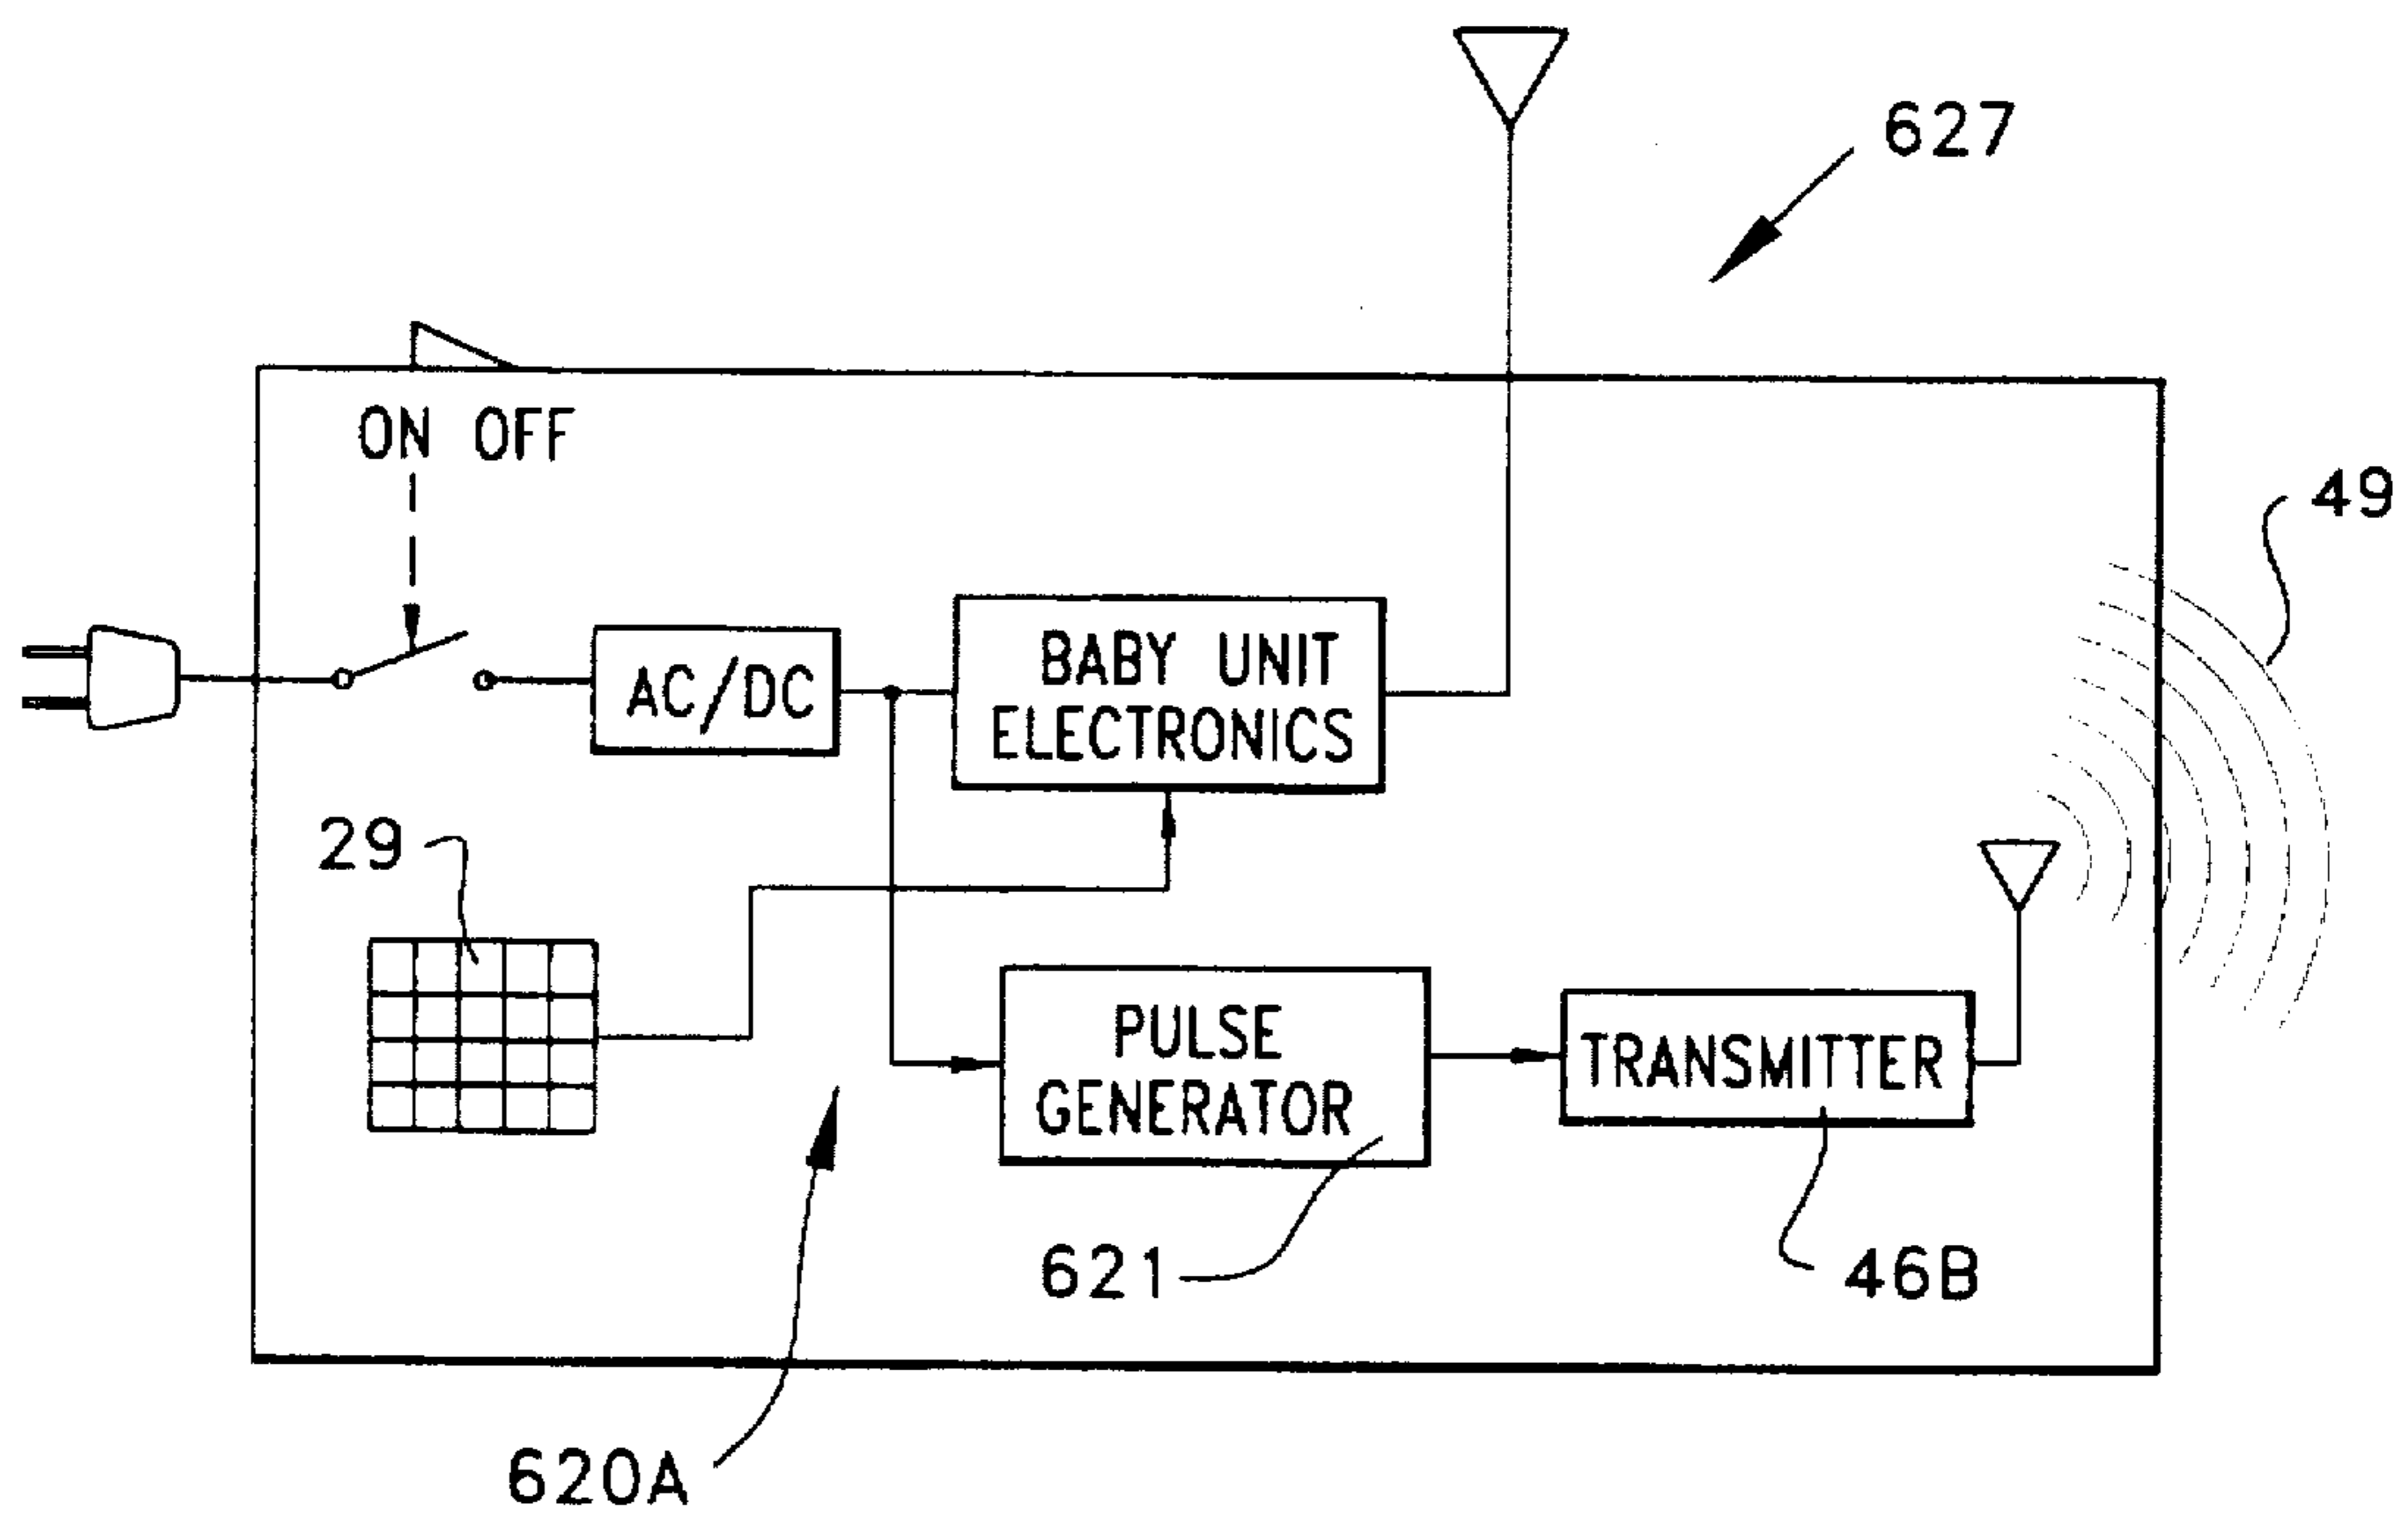 627
ON OFF
49
AC/DC
BABY UNIT
ELECTRONICS
29
PULSE
GENERATOR
TRANSMITTER
621
46B
620A